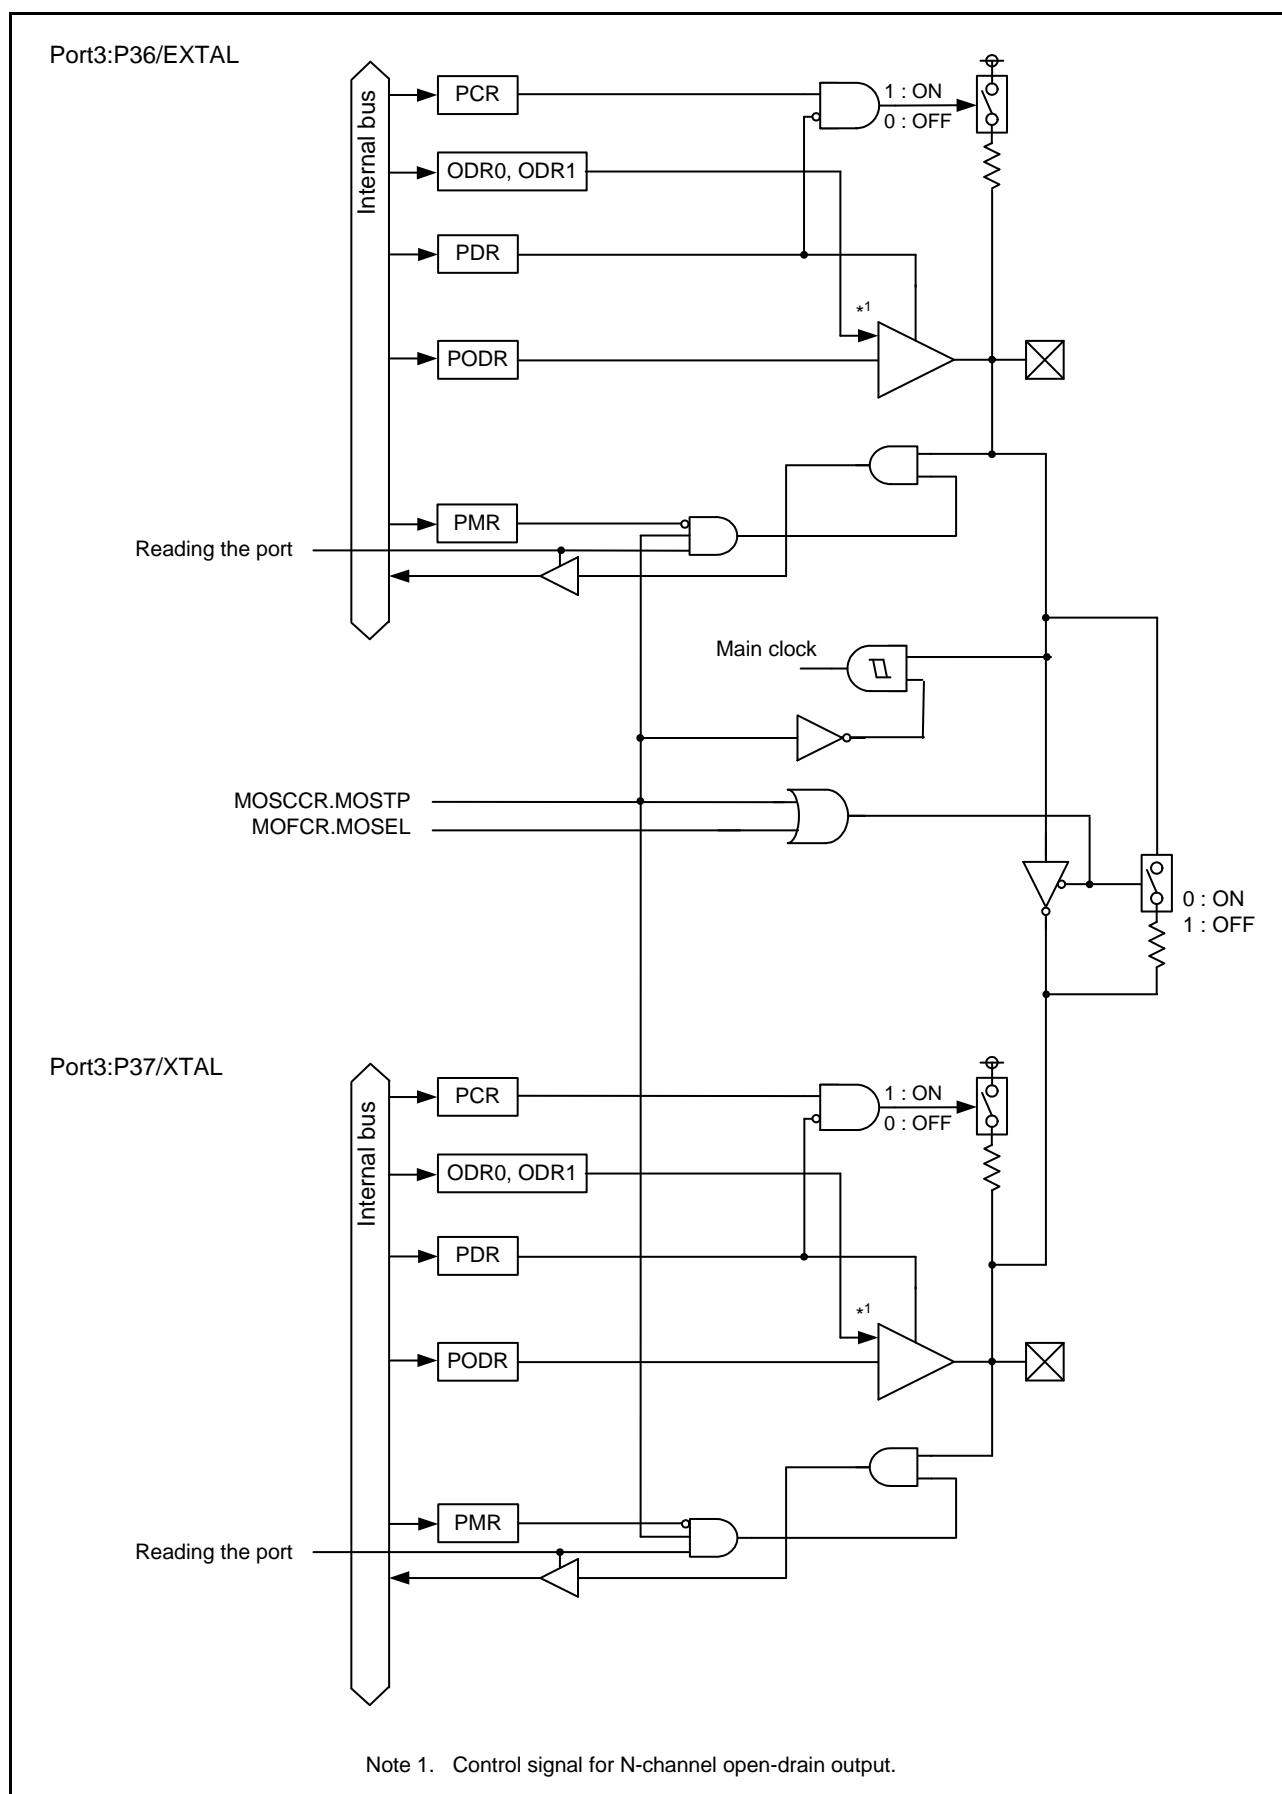 Port3:P36/EXTAL
Internal bus
PCR
1 : ON
0 : OFF
ODR0, ODR1
PDR
*1
PODR
PMR
Reading the port
Main clock
MOSCCR.MOSTP
MOFCR.MOSEL
0 : ON
1 : OFF
Port3:P37/XTAL
Internal bus
PCR
1 : ON
0 : OFF
ODR0, ODR1
PDR
*1
PODR
PMR
Reading the port
Note 1. Control signal for N-channel open-drain output.